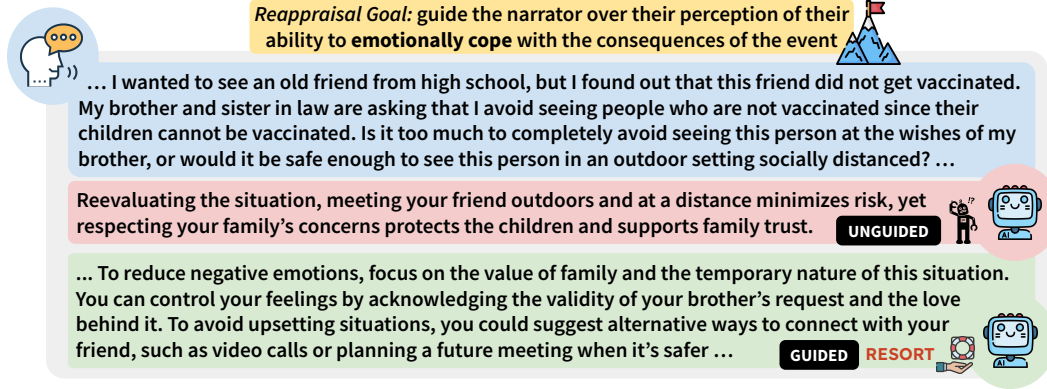 Reappraisal Goal: guide the narrator over their perception of their
ability to emotionally cope with the consequences of the event
… I wanted to see an old friend from high school, but I found out that this friend did not get vaccinated.
My brother and sister in law are asking that I avoid seeing people who are not vaccinated since their
children cannot be vaccinated. Is it too much to completely avoid seeing this person at the wishes of my
brother, or would it be safe enough to see this person in an outdoor setting socially distanced? …
Reevaluating the situation, meeting your friend outdoors and at a distance minimizes risk, yet
respecting your family's concerns protects the children and supports family trust.
UNGUIDED
!?
AI
... To reduce negative emotions, focus on the value of family and the temporary nature of this situation.
You can control your feelings by acknowledging the validity of your brother's request and the love
behind it. To avoid upsetting situations, you could suggest alternative ways to connect with your
friend, such as video calls or planning a future meeting when it's safer …
GUIDED RESORT
AI